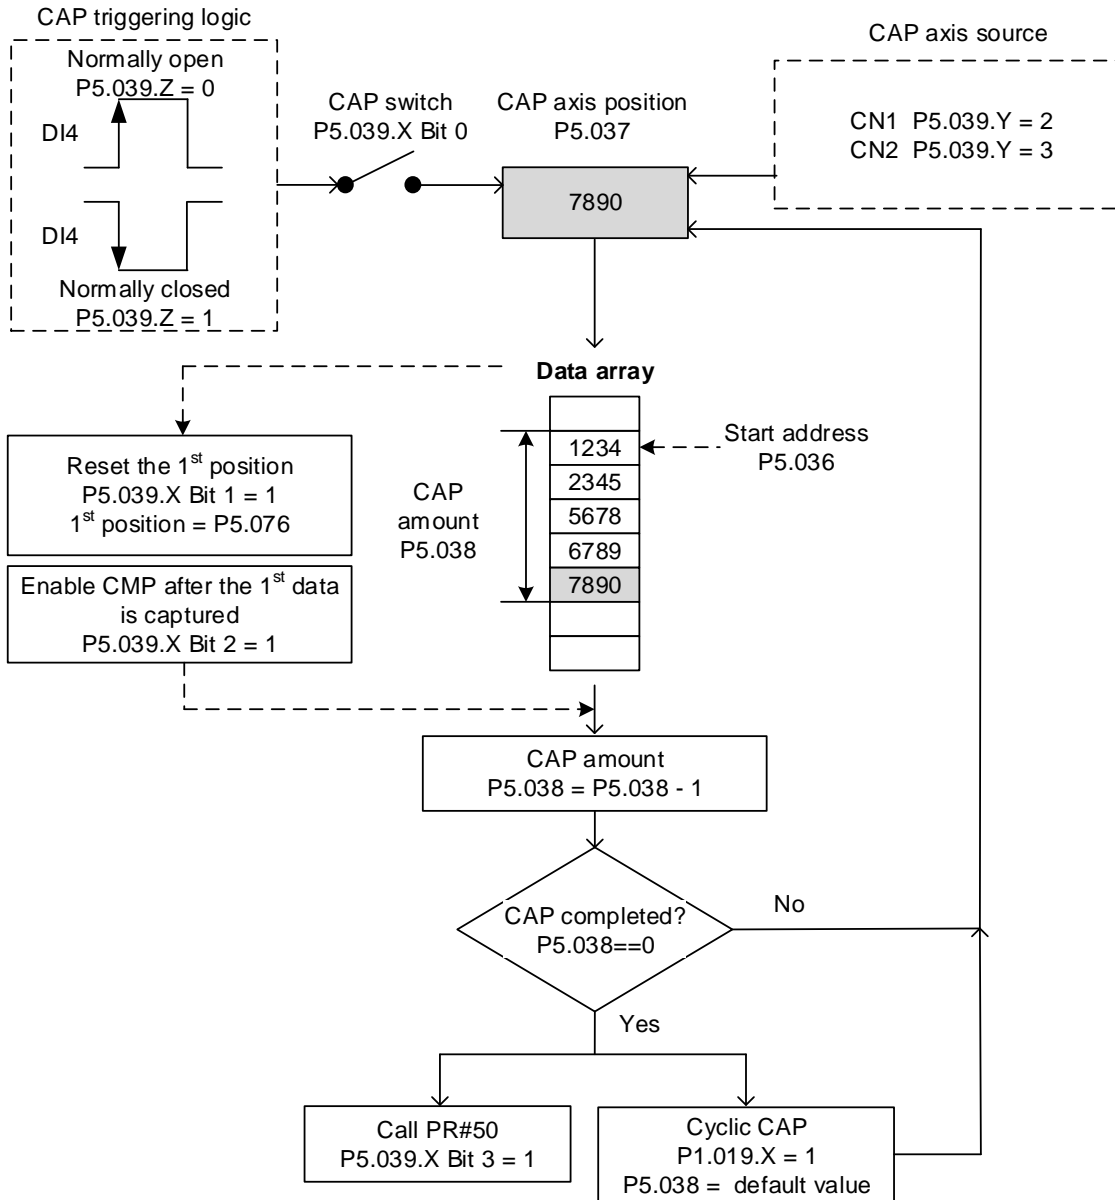 CAP triggering logic
Normally open
P5.039.Z = 0
DI4
DI4
Normally closed
P5.039.Z = 1
CAP switch
P5.039.X Bit 0
CAP axis position
P5.037
7890
CAP axis source
CN1 P5.039.Y = 2
CN2 P5.039.Y = 3
Data array
1234
2345
5678
6789
7890
Start address
P5.036
CAP
amount
P5.038
Reset the 1st position
P5.039.X Bit 1 = 1
1st position = P5.076
Enable CMP after the 1st data
is captured
P5.039.X Bit 2 = 1
CAP amount
P5.038 = P5.038 - 1
CAP completed?
P5.038==0
No
Yes
Call PR#50
P5.039.X Bit 3 = 1
Cyclic CAP
P1.019.X = 1
P5.038 = default value